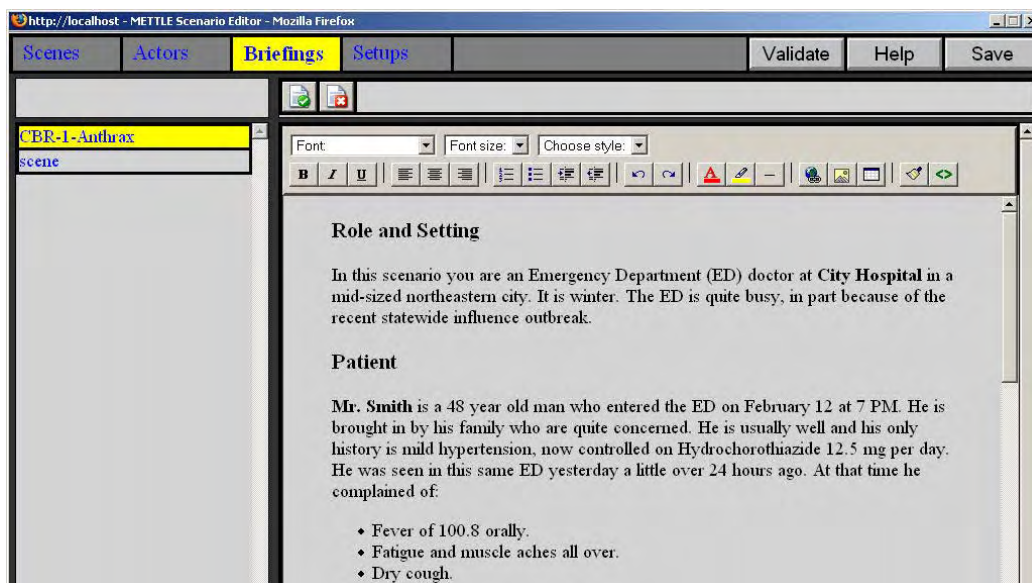 http://localhost - METTLE Scenario Editor - Mozilla Firefox
Scenes Actors Briefings Setups Validate Help Save
CBR-1-Anthrax
scene
Font: Font size: Choose style:
B I U A
Role and Setting
In this scenario you are an Emergency Department (ED) doctor at City Hospital in a
mid-sized northeastern city. It is winter. The ED is quite busy, in part because of the
recent statewide influence outbreak.
Patient
Mr. Smith is a 48 year old man who entered the ED on February 12 at 7 PM. He is
brought in by his family who are quite concerned. He is usually well and his only
history is mild hypertension, now controlled on Hydrochorothiazide 12.5 mg per day.
He was seen in this same ED yesterday a little over 24 hours ago. At that time he
complained of:
• Fever of 100.8 orally.
• Fatigue and muscle aches all over.
• Dry cough.